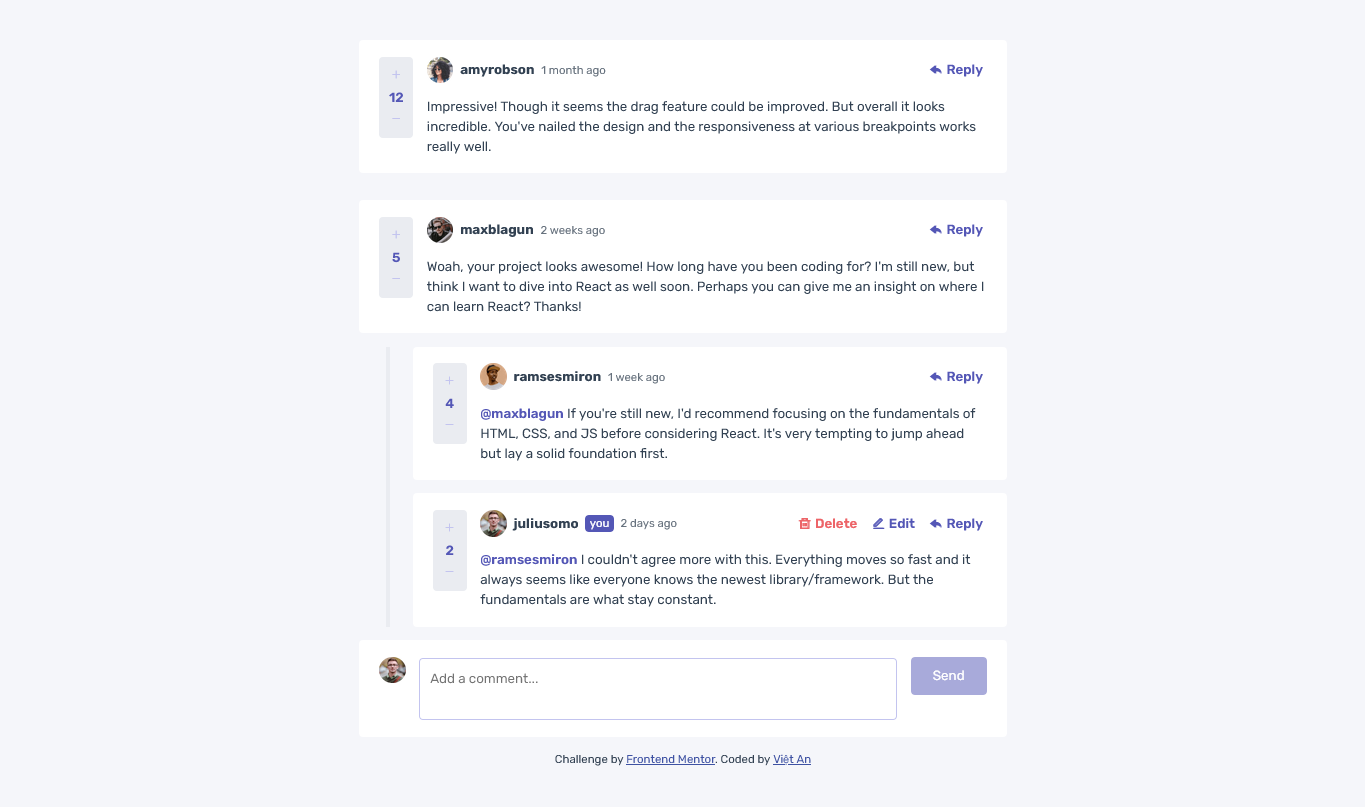 +
12
–
amyrobson 1 month ago
Reply
Impressive! Though it seems the drag feature could be improved. But overall it looks
incredible. You've nailed the design and the responsiveness at various breakpoints works
really well.
+
5
–
maxblagun 2 weeks ago
Reply
Woah, your project looks awesome! How long have you been coding for? I'm still new, but
think I want to dive into React as well soon. Perhaps you can give me an insight on where I
can learn React? Thanks!
+
4
–
ramsesmiron 1 week ago
Reply
@maxblagun If you're still new, I'd recommend focusing on the fundamentals of
HTML, CSS, and JS before considering React. It's very tempting to jump ahead
but lay a solid foundation first.
+
2
–
juliusomo you 2 days ago
Delete Edit Reply
@ramsesmiron I couldn't agree more with this. Everything moves so fast and it
always seems like everyone knows the newest library/framework. But the
fundamentals are what stay constant.
Add a comment...
Send
Challenge by Frontend Mentor. Coded by Việt An